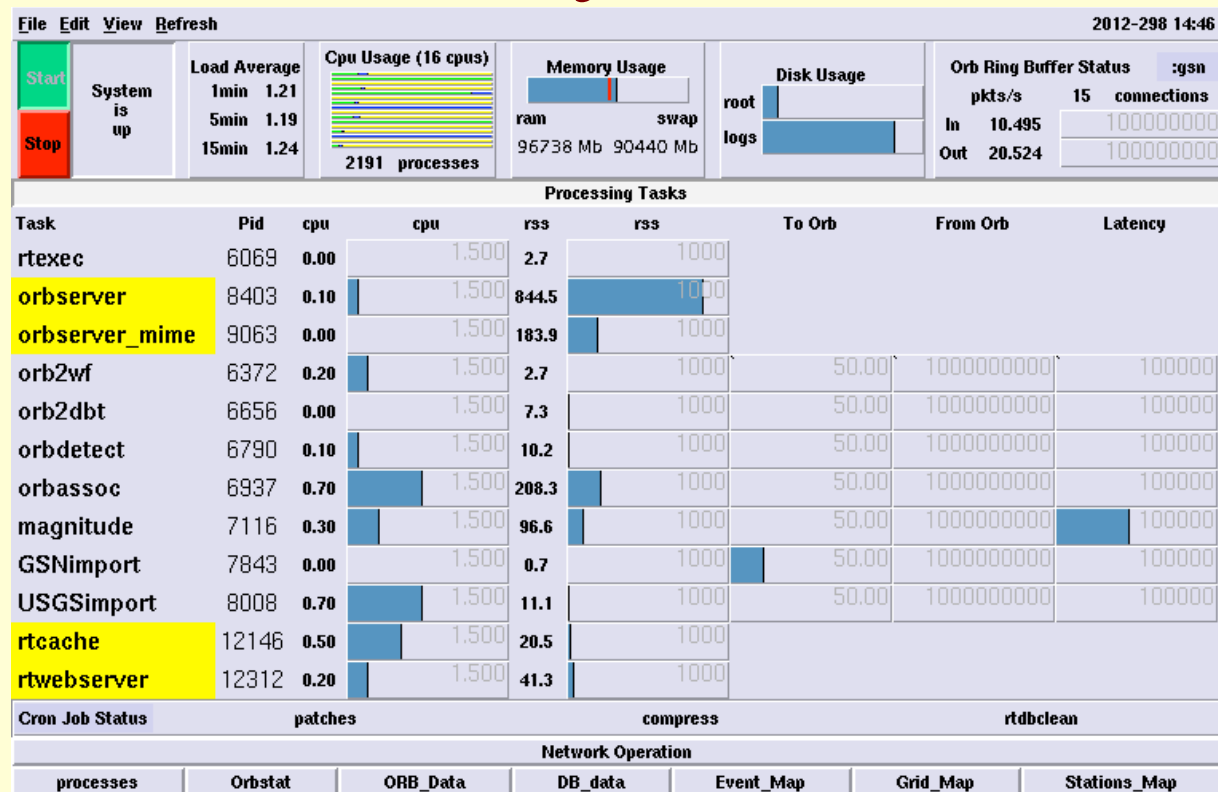 File Edit View Refresh 2012-298 14:46
Start
Stop
System
is
up
Load Average
1min 1.21
5min 1.19
15min 1.24
Cpu Usage (16 cpus)
2191 processes
Memory Usage
ram swap
96738 Mb 90440 Mb
Disk Usage
root
logs
Orb Ring Buffer Status :gsn
pkts/s 15 connections
In 10.495 100000000
Out 20.524 100000000
Processing Tasks
Task Pid cpu cpu rss rss To Orb From Orb Latency
rtexec 6069 0.00 1.500 2.7 1000
orbserver 8403 0.10 1.500 844.5 1000
orbserver_mime 9063 0.00 1.500 183.9 1000
orb2wf 6372 0.20 1.500 2.7 1000 50.00 1000000000 100000
orb2dbt 6656 0.00 1.500 7.3 1000 50.00 1000000000 100000
orbdetect 6790 0.10 1.500 10.2 1000 50.00 1000000000 100000
orbassoc 6937 0.70 1.500 208.3 1000 50.00 1000000000 100000
magnitude 7116 0.30 1.500 96.6 1000 50.00 1000000000 100000
GSNimport 7843 0.00 1.500 0.7 1000 50.00 1000000000 100000
USGSimport 8008 0.70 1.500 11.1 1000 50.00 1000000000 100000
rtcache 12146 0.50 1.500 20.5 1000
rtwebserver 12312 0.20 1.500 41.3 1000
Cron Job Status patches compress rtdbclean
Network Operation
processes Orbstat ORB_Data DB_data Event_Map Grid_Map Stations_Map